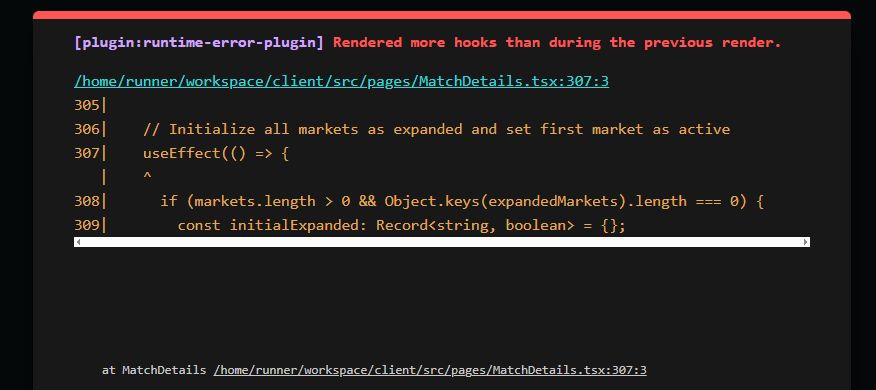 [plugin:runtime-error-plugin] Rendered more hooks than during the previous render.
/home/runner/workspace/client/src/pages/MatchDetails.tsx:307:3
305|
306|    // Initialize all markets as expanded and set first market as active
307|    useEffect(() => {
   |    ^
308|      if (markets.length > 0 && Object.keys(expandedMarkets).length === 0) {
309|        const initialExpanded: Record<string, boolean> = {};
at MatchDetails /home/runner/workspace/client/src/pages/MatchDetails.tsx:307:3